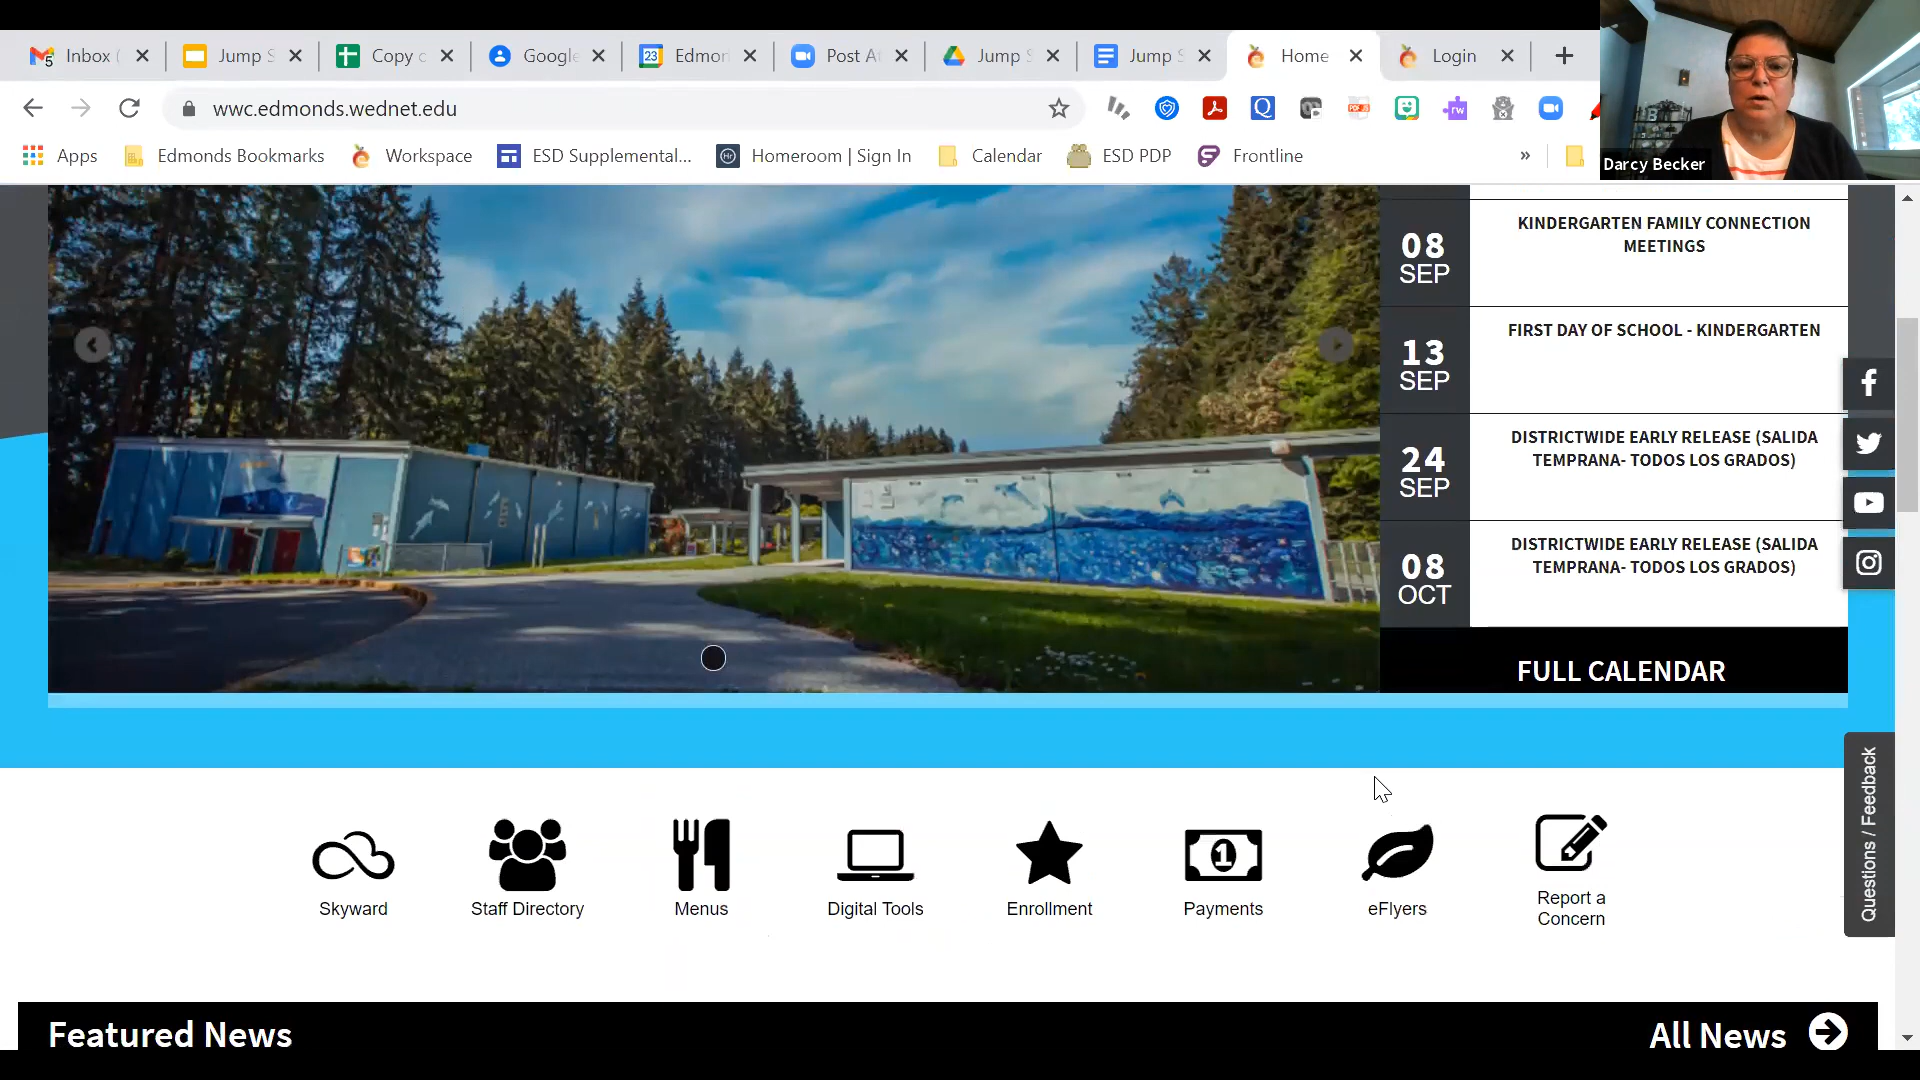 Inbox (
Jump S
Copy o
Google
23
Edmon
Post At
Jump S
Jump S
Home
Login
wwc.edmonds.wednet.edu
Apps
Edmonds Bookmarks
Workspace
ESD Supplemental...
Homeroom | Sign In
Calendar
ESD PDP
Frontline
»
Darcy Becker
08
SEP
KINDERGARTEN FAMILY CONNECTION
MEETINGS
13
SEP
FIRST DAY OF SCHOOL - KINDERGARTEN
24
SEP
DISTRICTWIDE EARLY RELEASE (SALIDA
TEMPRANA- TODOS LOS GRADOS)
08
OCT
DISTRICTWIDE EARLY RELEASE (SALIDA
TEMPRANA- TODOS LOS GRADOS)
FULL CALENDAR
Questions / Feedback
Skyward
Staff Directory
Menus
Digital Tools
Enrollment
Payments
eFlyers
Report a
Concern
Featured News
All News